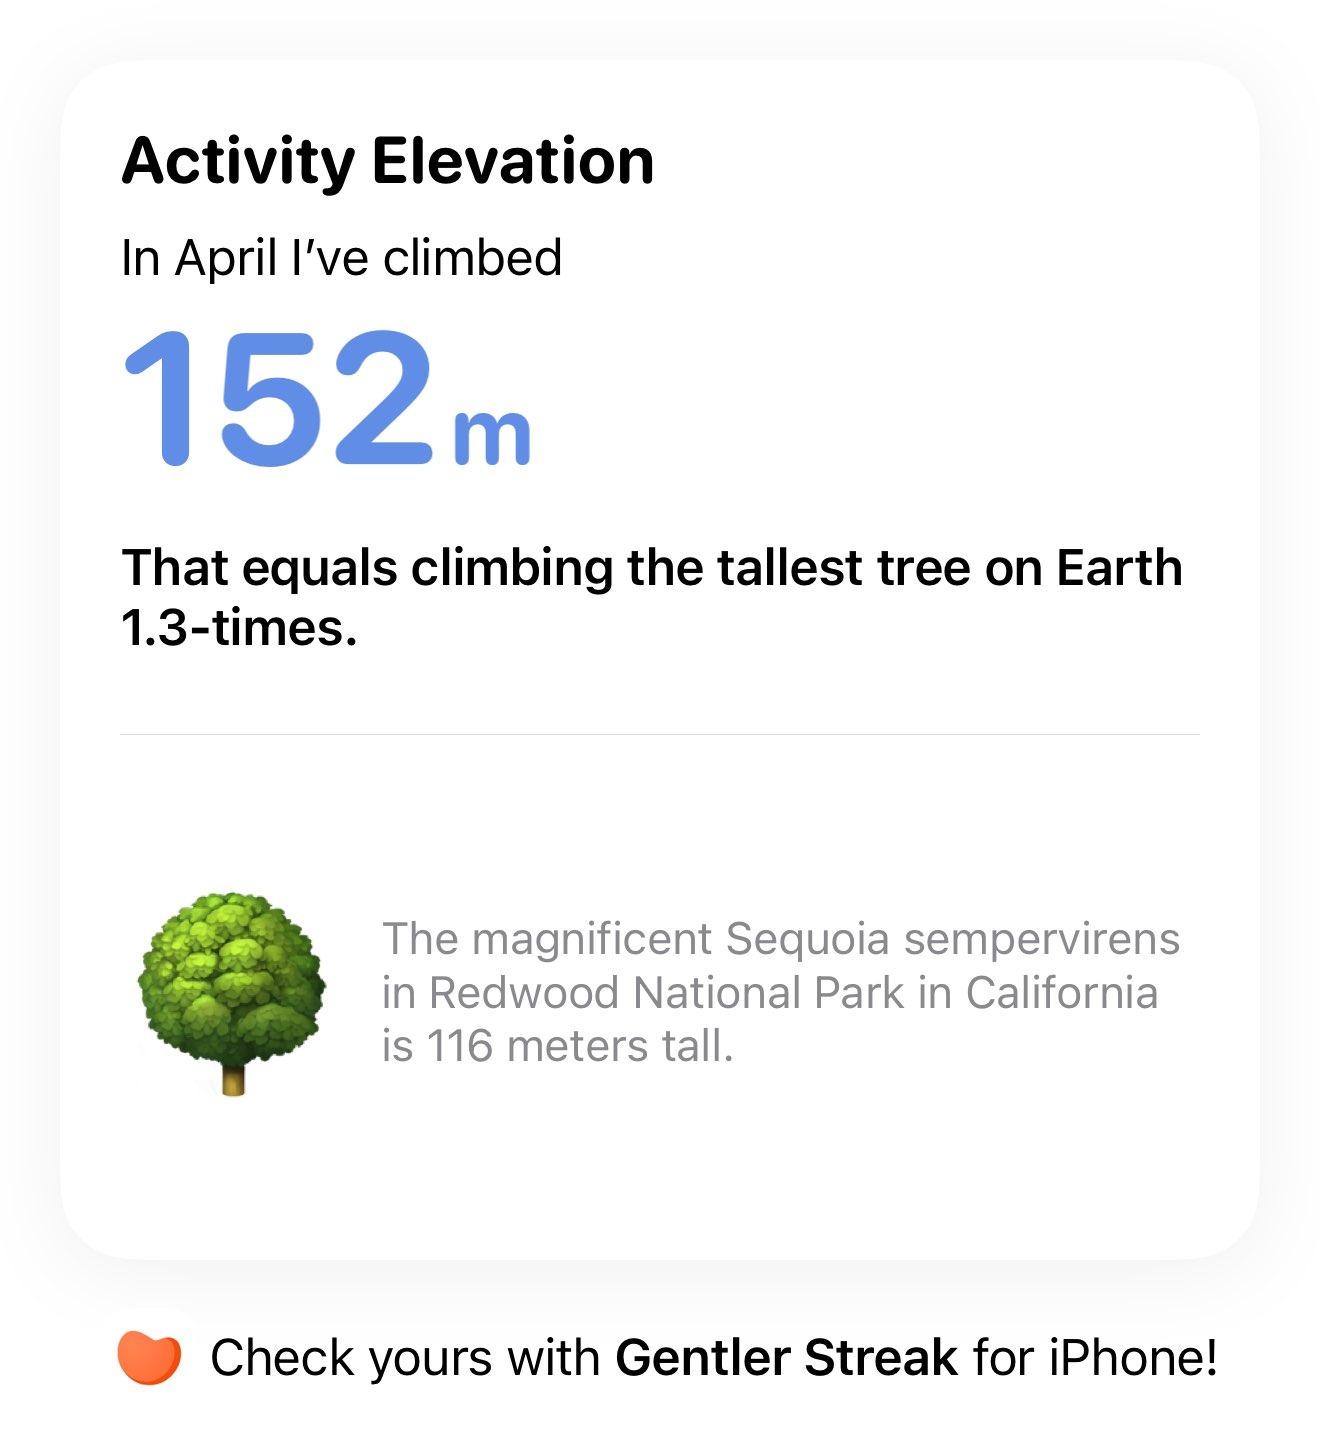 Activity Elevation
In April I’ve climbed
152 m
That equals climbing the tallest tree on Earth
1.3-times.
The magnificent Sequoia sempervirens
in Redwood National Park in California
is 116 meters tall.
Check yours with Gentler Streak for iPhone!